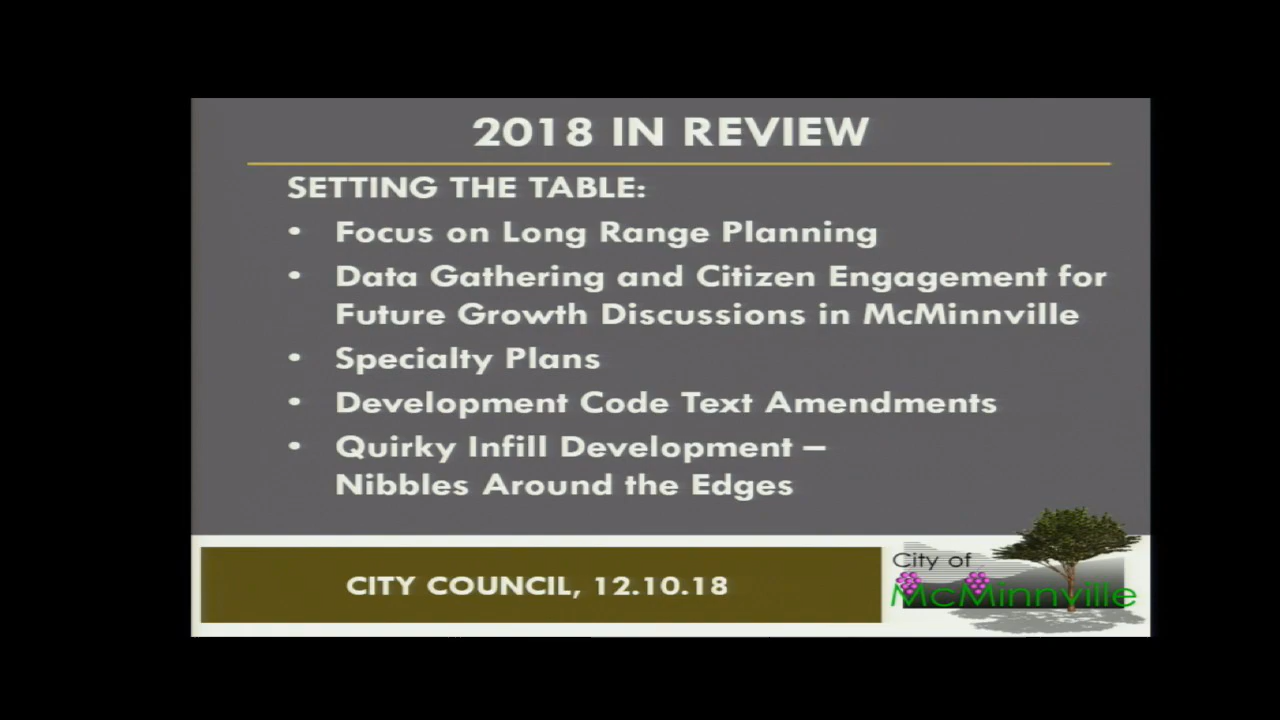 2018 IN REVIEW
SETTING THE TABLE:
• Focus on Long Range Planning
• Data Gathering and Citizen Engagement for
Future Growth Discussions in McMinnville
• Specialty Plans
• Development Code Text Amendments
• Quirky Infill Development –
Nibbles Around the Edges
CITY COUNCIL, 12.10.18
City of
McMinnville